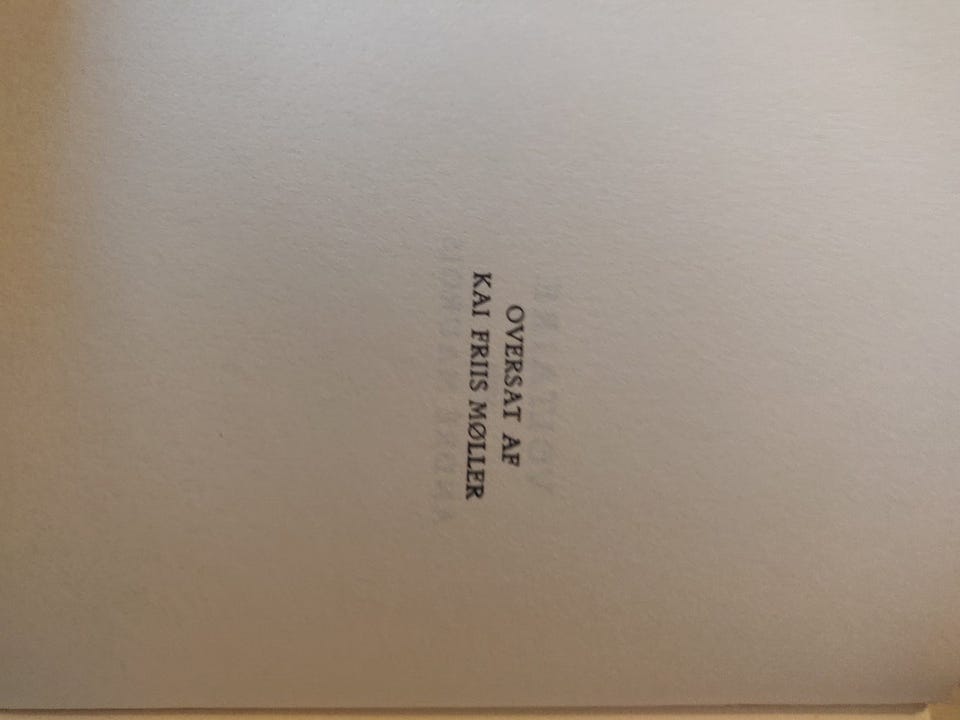 OVERSAT AF
KAI FRIIS MØLLER